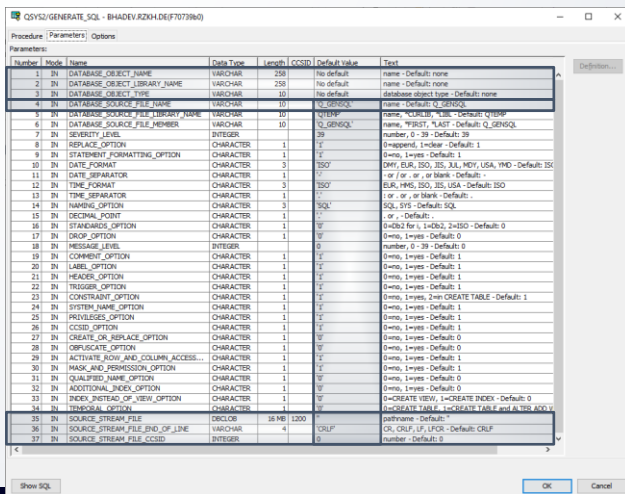 QSYS2/GENERATE_SQL - BHADEV.RZKH.DE(F70739b0)
Procedure Parameters Options
Parameters:
Number Mode Name Data Type Length CCSID Default Value Text
1 IN DATABASE_OBJECT_NAME VARCHAR 258 No default name - Default: none
2 IN DATABASE_OBJECT_LIBRARY_NAME VARCHAR 258 No default name - Default: none
3 IN DATABASE_OBJECT_TYPE VARCHAR 10 No default database object type - Default: none
4 IN DATABASE_SOURCE_FILE_NAME VARCHAR 10 'Q_GENSQL' name - Default: Q_GENSQL
5 IN DATABASE_SOURCE_FILE_LIBRARY_NAME VARCHAR 10 'QTEMP' name, *CURLIB, *LIBL - Default: QTEMP
6 IN DATABASE_SOURCE_FILE_MEMBER VARCHAR 10 'Q_GENSQL' name, *FIRST, *LAST - Default: Q_GENSQL
7 IN SEVERITY_LEVEL INTEGER 39 number, 0 - 39 - Default: 39
8 IN REPLACE_OPTION CHARACTER 1 '1' 0=append, 1=clear - Default: 1
9 IN STATEMENT_FORMATTING_OPTION CHARACTER 1 '1' 0=no, 1=yes - Default: 1
10 IN DATE_FORMAT CHARACTER 3 'ISO' DMY, EUR, ISO, JIS, JUL, MDY, USA, YMD - Default: ISO
11 IN DATE_SEPARATOR CHARACTER 1 '-' - or / or . or , or blank - Default: -
12 IN TIME_FORMAT CHARACTER 3 'ISO' EUR, HMS, ISO, JIS, USA - Default: ISO
13 IN TIME_SEPARATOR CHARACTER 1 '.' : or . or , or blank - Default: .
14 IN NAMING_OPTION CHARACTER 3 'SQL' SQL, SYS - Default: SQL
15 IN DECIMAL_POINT CHARACTER 1 '.' . or , - Default: .
16 IN STANDARDS_OPTION CHARACTER 1 '0' 0=Db2 for i, 1=Db2, 2=ISO - Default: 0
17 IN DROP_OPTION CHARACTER 1 '0' 0=no, 1=yes - Default: 0
18 IN MESSAGE_LEVEL INTEGER 0 number, 0 - 39 - Default: 0
19 IN COMMENT_OPTION CHARACTER 1 '1' 0=no, 1=yes - Default: 1
20 IN LABEL_OPTION CHARACTER 1 '1' 0=no, 1=yes - Default: 1
21 IN HEADER_OPTION CHARACTER 1 '1' 0=no, 1=yes - Default: 1
22 IN TRIGGER_OPTION CHARACTER 1 '1' 0=no, 1=yes - Default: 1
23 IN CONSTRAINT_OPTION CHARACTER 1 '1' 0=no, 1=yes, 2=in CREATE TABLE - Default: 1
24 IN SYSTEM_NAME_OPTION CHARACTER 1 '1' 0=no, 1=yes - Default: 1
25 IN PRIVILEGES_OPTION CHARACTER 1 '1' 0=no, 1=yes - Default: 1
26 IN CCSID_OPTION CHARACTER 1 '1' 0=no, 1=yes - Default: 1
27 IN CREATE_OR_REPLACE_OPTION CHARACTER 1 '0' 0=no, 1=yes - Default: 0
28 IN OBFUSCATE_OPTION CHARACTER 1 '0' 0=no, 1=yes - Default: 0
29 IN ACTIVATE_ROW_AND_COLUMN_ACCESS... CHARACTER 1 '1' 0=no, 1=yes - Default: 1
30 IN MASK_AND_PERMISSION_OPTION CHARACTER 1 '1' 0=no, 1=yes - Default: 1
31 IN QUALIFIED_NAME_OPTION CHARACTER 1 '0' 0=no, 1=yes - Default: 0
32 IN ADDITIONAL_INDEX_OPTION CHARACTER 1 '0' 0=no, 1=yes - Default: 0
33 IN INDEX_INSTEAD_OF_VIEW_OPTION CHARACTER 1 '0' 0=CREATE VIEW, 1=CREATE INDEX - Default: 0
34 IN TEMPORAL_OPTION CHARACTER 1 '0' 0=CREATE TABLE, 1=CREATE TABLE and ALTER ADD
35 IN SOURCE_STREAM_FILE DBCLOB 16 MB 1200 '' pathname - Default: ''
36 IN SOURCE_STREAM_FILE_END_OF_LINE VARCHAR 4 'CRLF' CR, CRLF, LF, LFCR - Default: CRLF
37 IN SOURCE_STREAM_FILE_CCSID INTEGER 0 number - Default: 0
Definition...
Show SQL OK Cancel